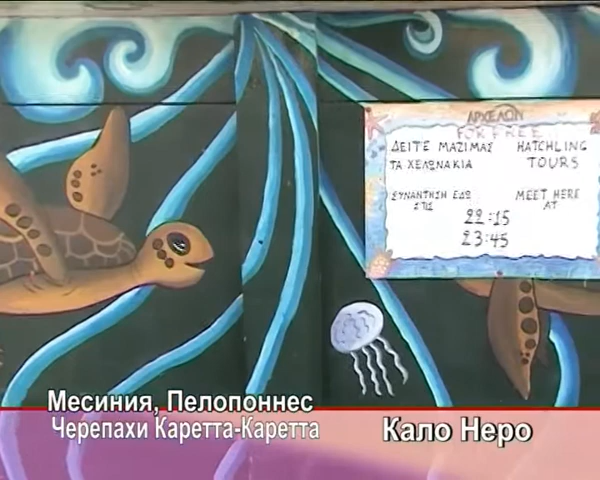 ΑΡΧΕΛΩΝ
FOR FREE
ΔΕΙΤΕ ΜΑΖΙ ΜΑΣ HATCHLING
ΤΑ ΧΕΛΩΝΑΚΙΑ TOURS
ΣΥΝΑΝΤΗΣΗ ΕΔΩ MEET HERE
ΣΤΙΣ AT
22:15
23:45
Месиния, Пелопоннес
Черепахи Каретта-Каретта
Кало Неро